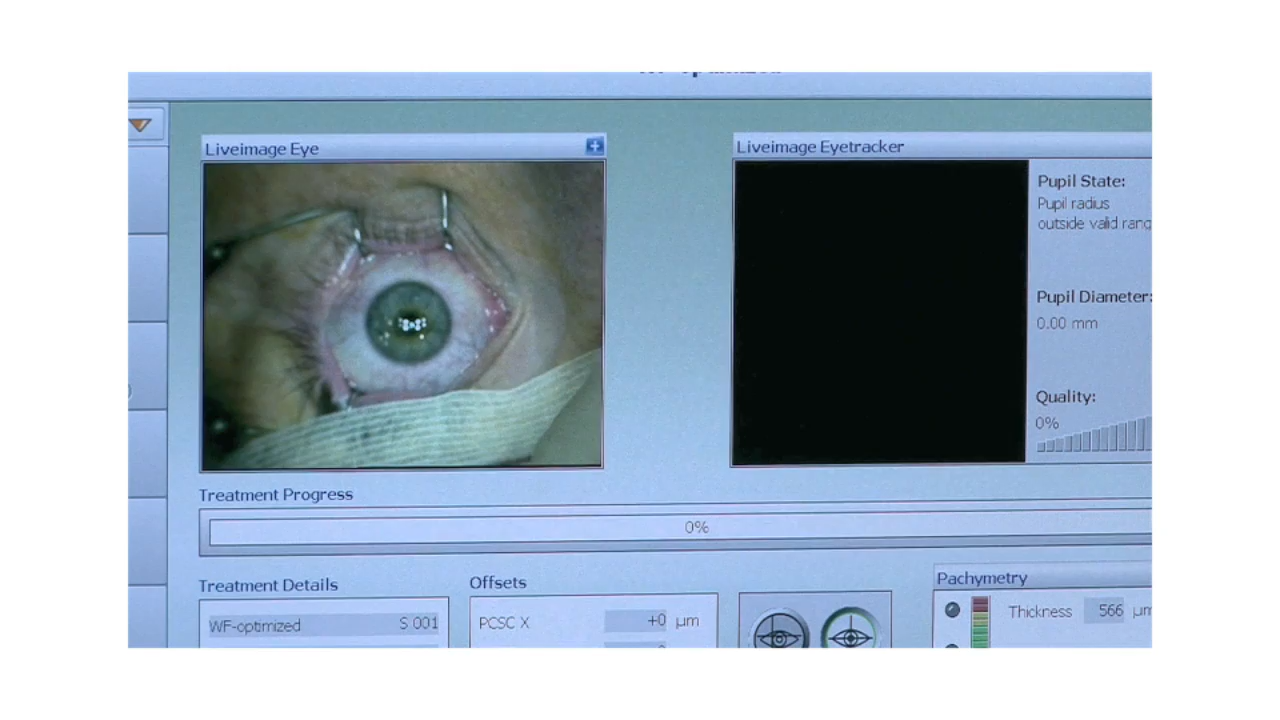 Liveimage Eye
Liveimage Eyetracker
Pupil State:
Pupil radius
outside valid rang
Pupil Diameter:
0.00 mm
Quality:
0%
Treatment Progress
0%
Treatment Details
WF-optimized S 001
Offsets
PCSC X +0 µm
Pachymetry
Thickness 566 µm